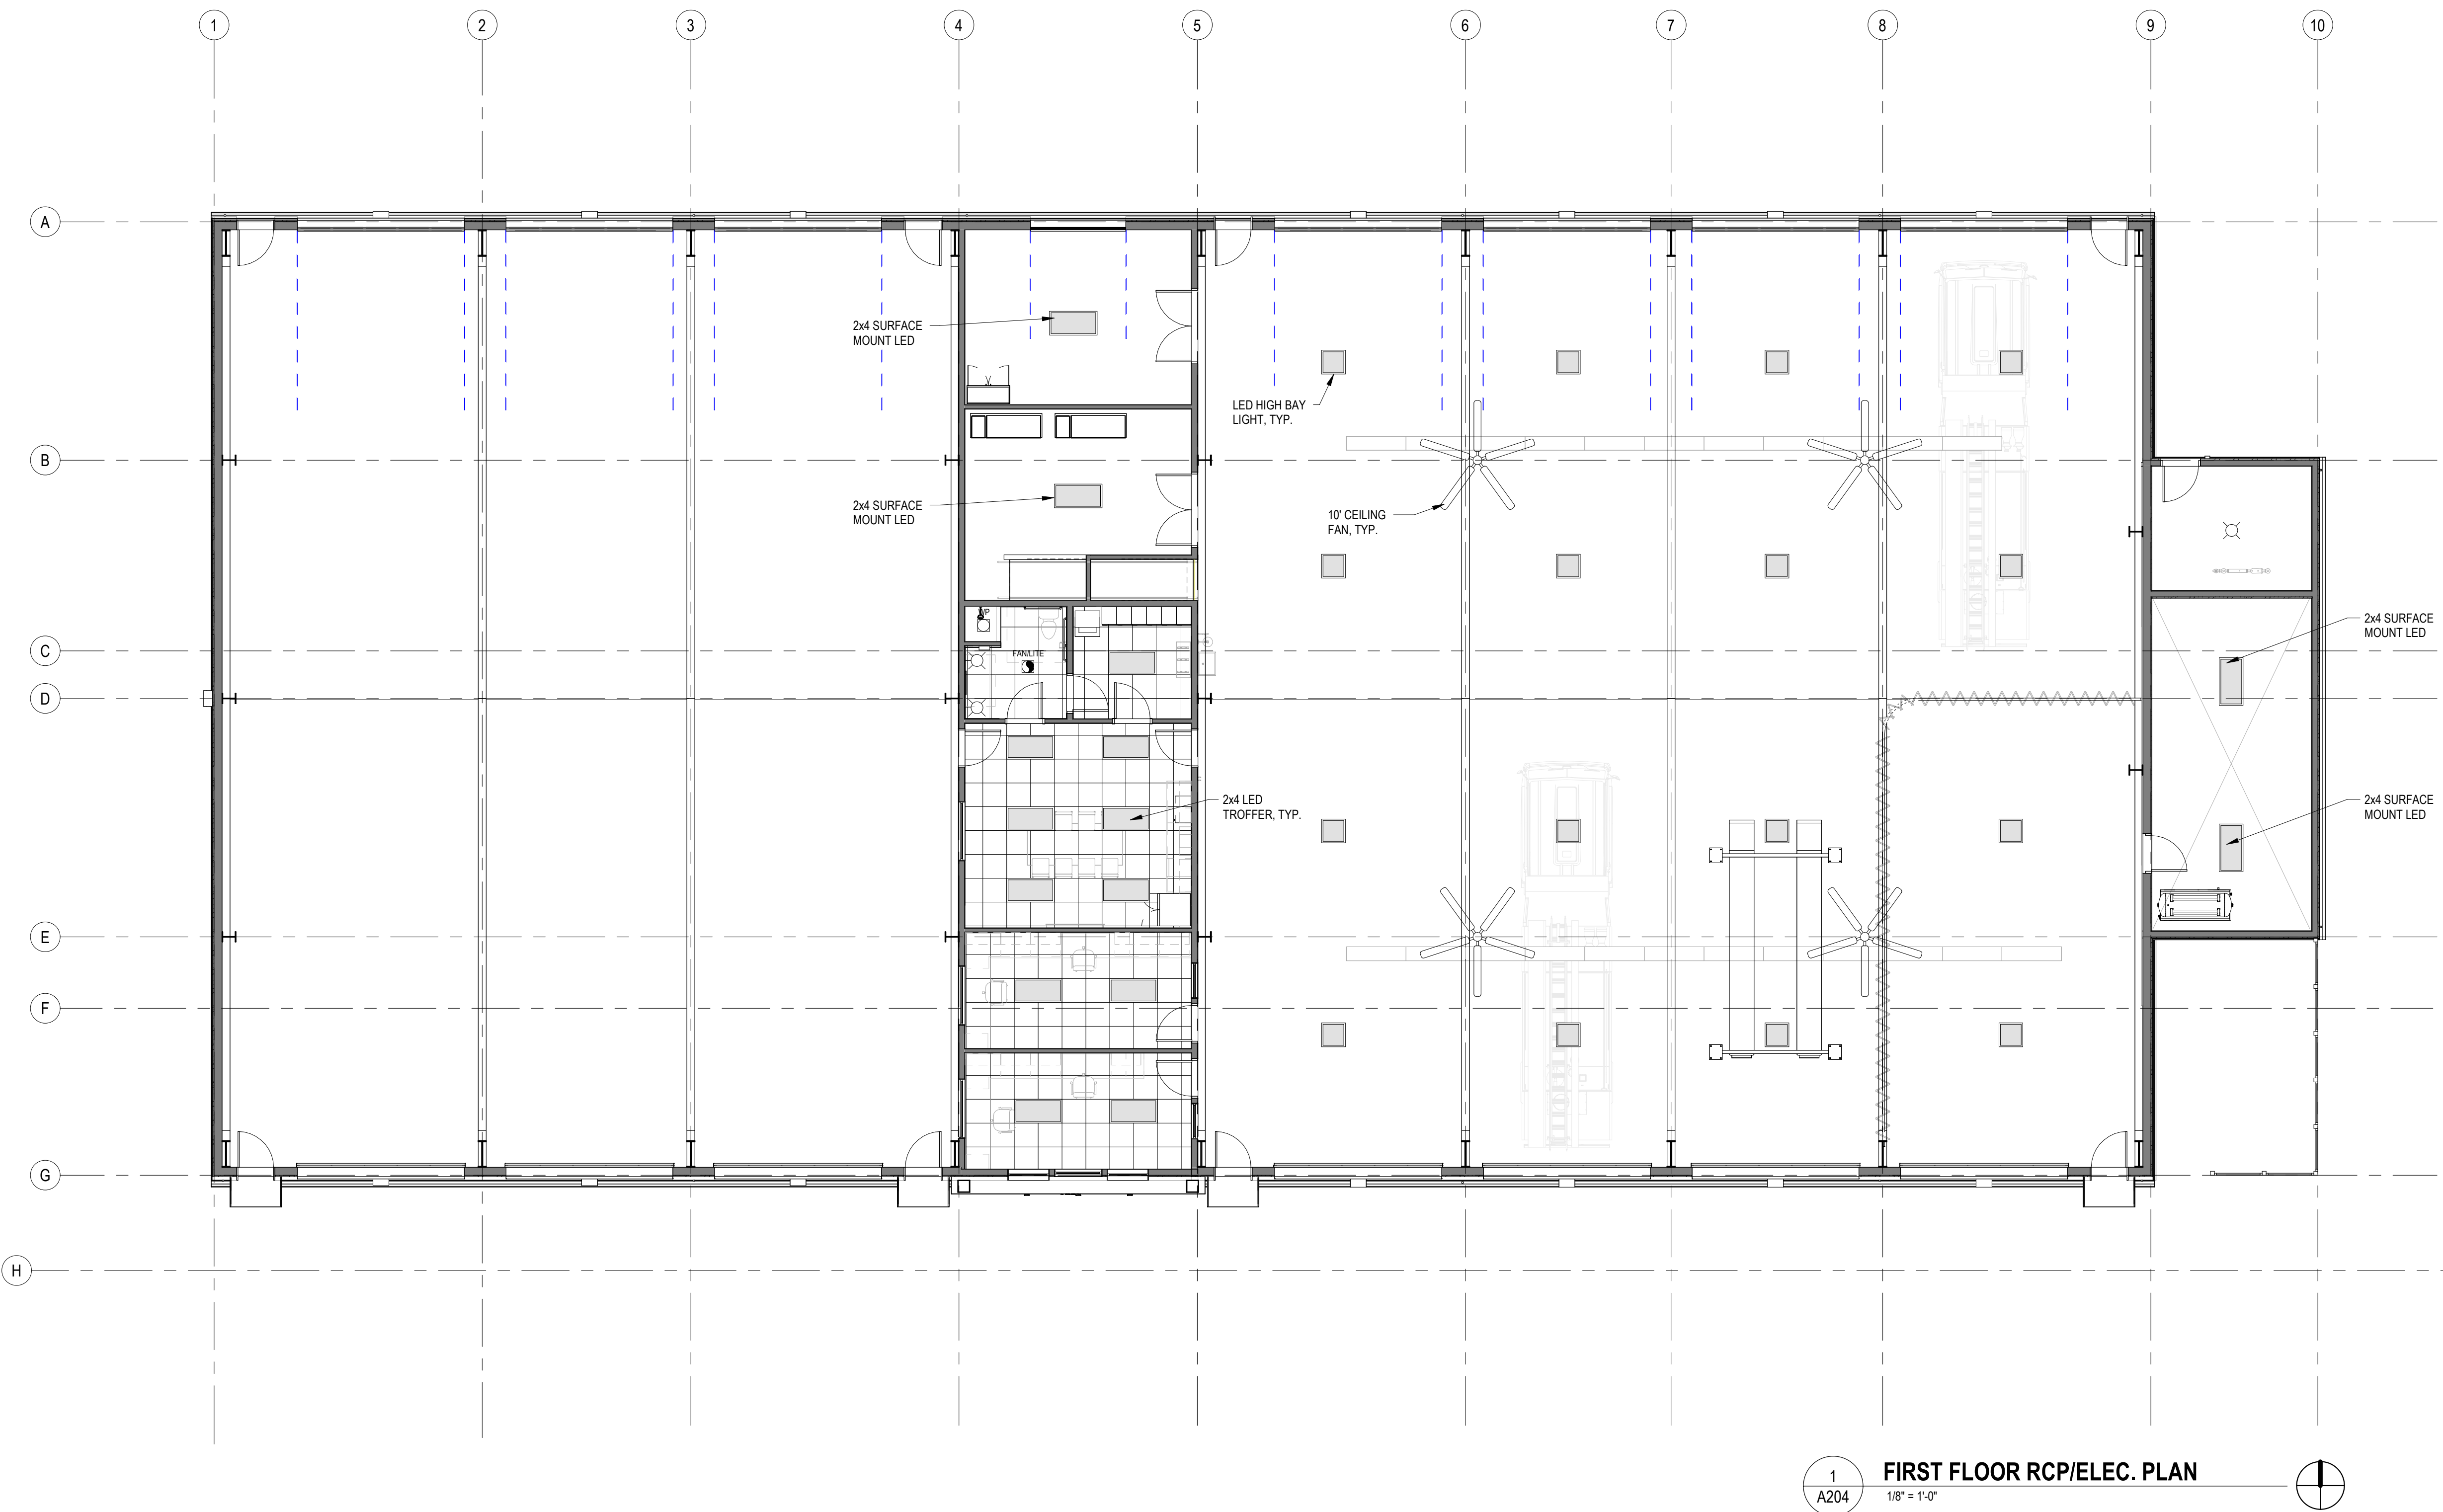 1
2
3
4
5
6
7
8
9
10
A
B
C
D
E
F
G
H
2x4 SURFACE
MOUNT LED
LED HIGH BAY
LIGHT, TYP.
2x4 SURFACE
MOUNT LED
10' CEILING
FAN, TYP.
FAN/LITE
2x4 SURFACE
MOUNT LED
2x4 LED
TROFFER, TYP.
2x4 SURFACE
MOUNT LED
1
A204
FIRST FLOOR RCP/ELEC. PLAN
1/8" = 1'-0"